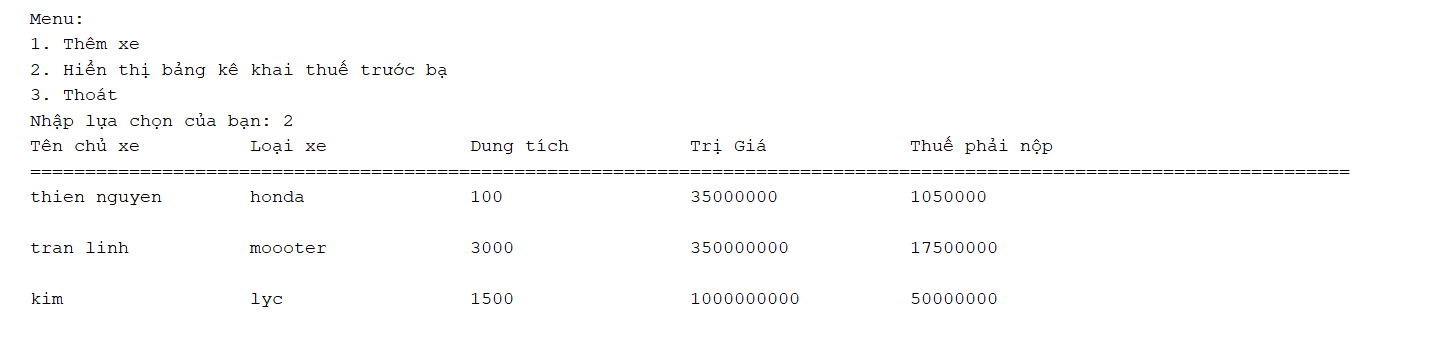 Menu:
1. Thêm xe
2. Hiển thị bảng kê khai thuế trước bạ
3. Thoát
Nhập lựa chọn của bạn: 2
Tên chủ xe Loại xe Dung tích Trị Giá Thuế phải nộp
========================================================================================================================
thien nguyen honda 100 35000000 1050000
tran linh moooter 3000 350000000 17500000
kim lyc 1500 1000000000 50000000